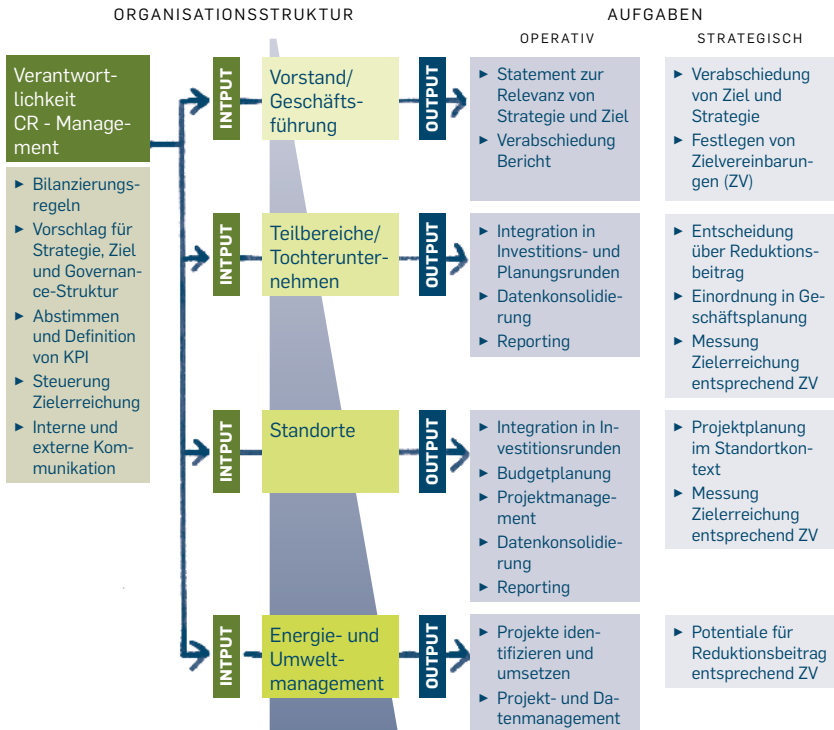 ORGANISATIONSSTRUKTUR
AUFGABEN
OPERATIV
STRATEGISCH
Verantwort-
lichkeit
CR - Manage-
ment
► Bilanzierungs-
regeln
► Vorschlag für
Strategie, Ziel
und Governan-
ce-Struktur
► Abstimmen
und Definition
von KPI
► Steuerung
Zielerreichung
► Interne und
externe Kom-
munikation
INTPUT
Vorstand/
Geschäfts-
führung
OUTPUT
► Statement zur
Relevanz von
Strategie und Ziel
► Verabschiedung
Bericht
► Verabschiedung
von Ziel und
Strategie
► Festlegen von
Zielvereinbarun-
gen (ZV)
INTPUT
Teilbereiche/
Tochterunter-
nehmen
OUTPUT
► Integration in
Investitions- und
Planungsrunden
► Datenkonsolidie-
rung
► Reporting
► Entscheidung
über Reduktions-
beitrag
► Einordnung in Ge-
schäftsplanung
► Messung
Zielerreichung
entsprechend ZV
INTPUT
Standorte
OUTPUT
► Integration in In-
vestitionsrunden
► Budgetplanung
► Projektmanage-
ment
► Datenkonsolidie-
rung
► Reporting
► Projektplanung
im Standortkon-
text
► Messung
Zielerreichung
entsprechend ZV
INTPUT
Energie- und
Umwelt-
management
OUTPUT
► Projekte iden-
tifizieren und
umsetzen
► Projekt- und Da-
tenmanagement
► Potentiale für
Reduktionsbeitrag
entsprechend ZV